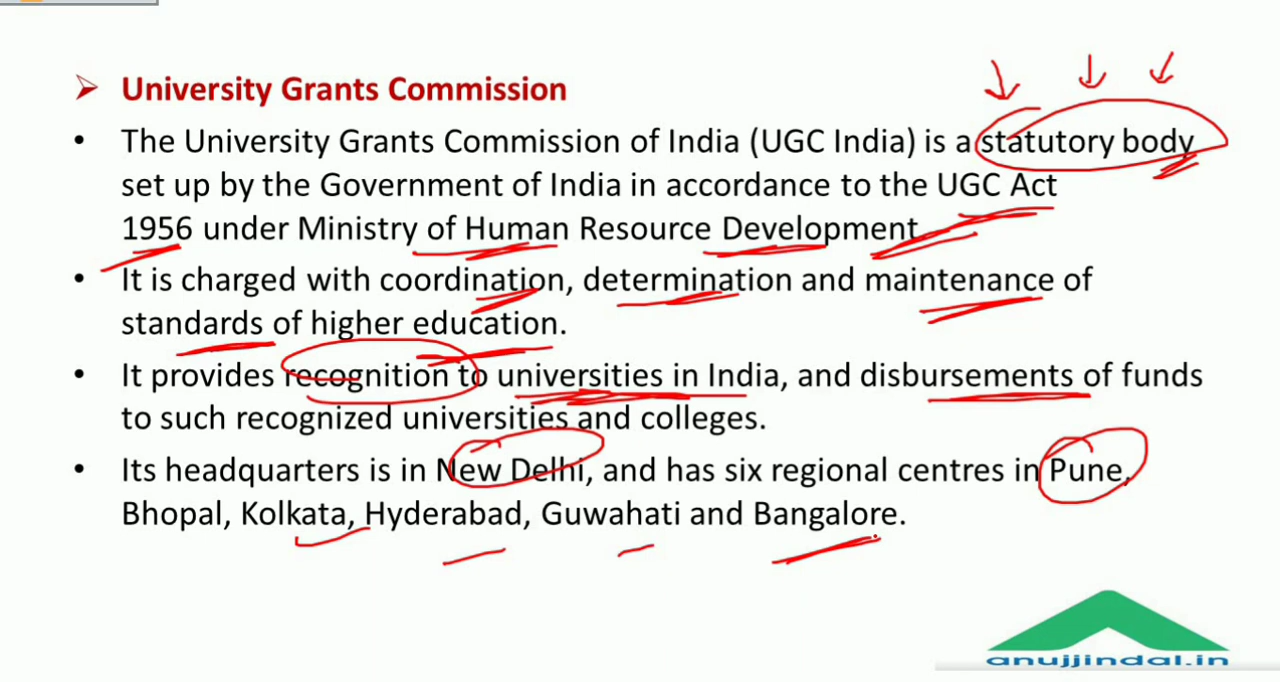 University Grants Commission
• The University Grants Commission of India (UGC India) is a statutory body
set up by the Government of India in accordance to the UGC Act
1956 under Ministry of Human Resource Development
• It is charged with coordination, determination and maintenance of
standards of higher education.
• It provides recognition to universities in India, and disbursements of funds
to such recognized universities and colleges.
• Its headquarters is in New Delhi, and has six regional centres in Pune,
Bhopal, Kolkata, Hyderabad, Guwahati and Bangalore.
anujjindal.in